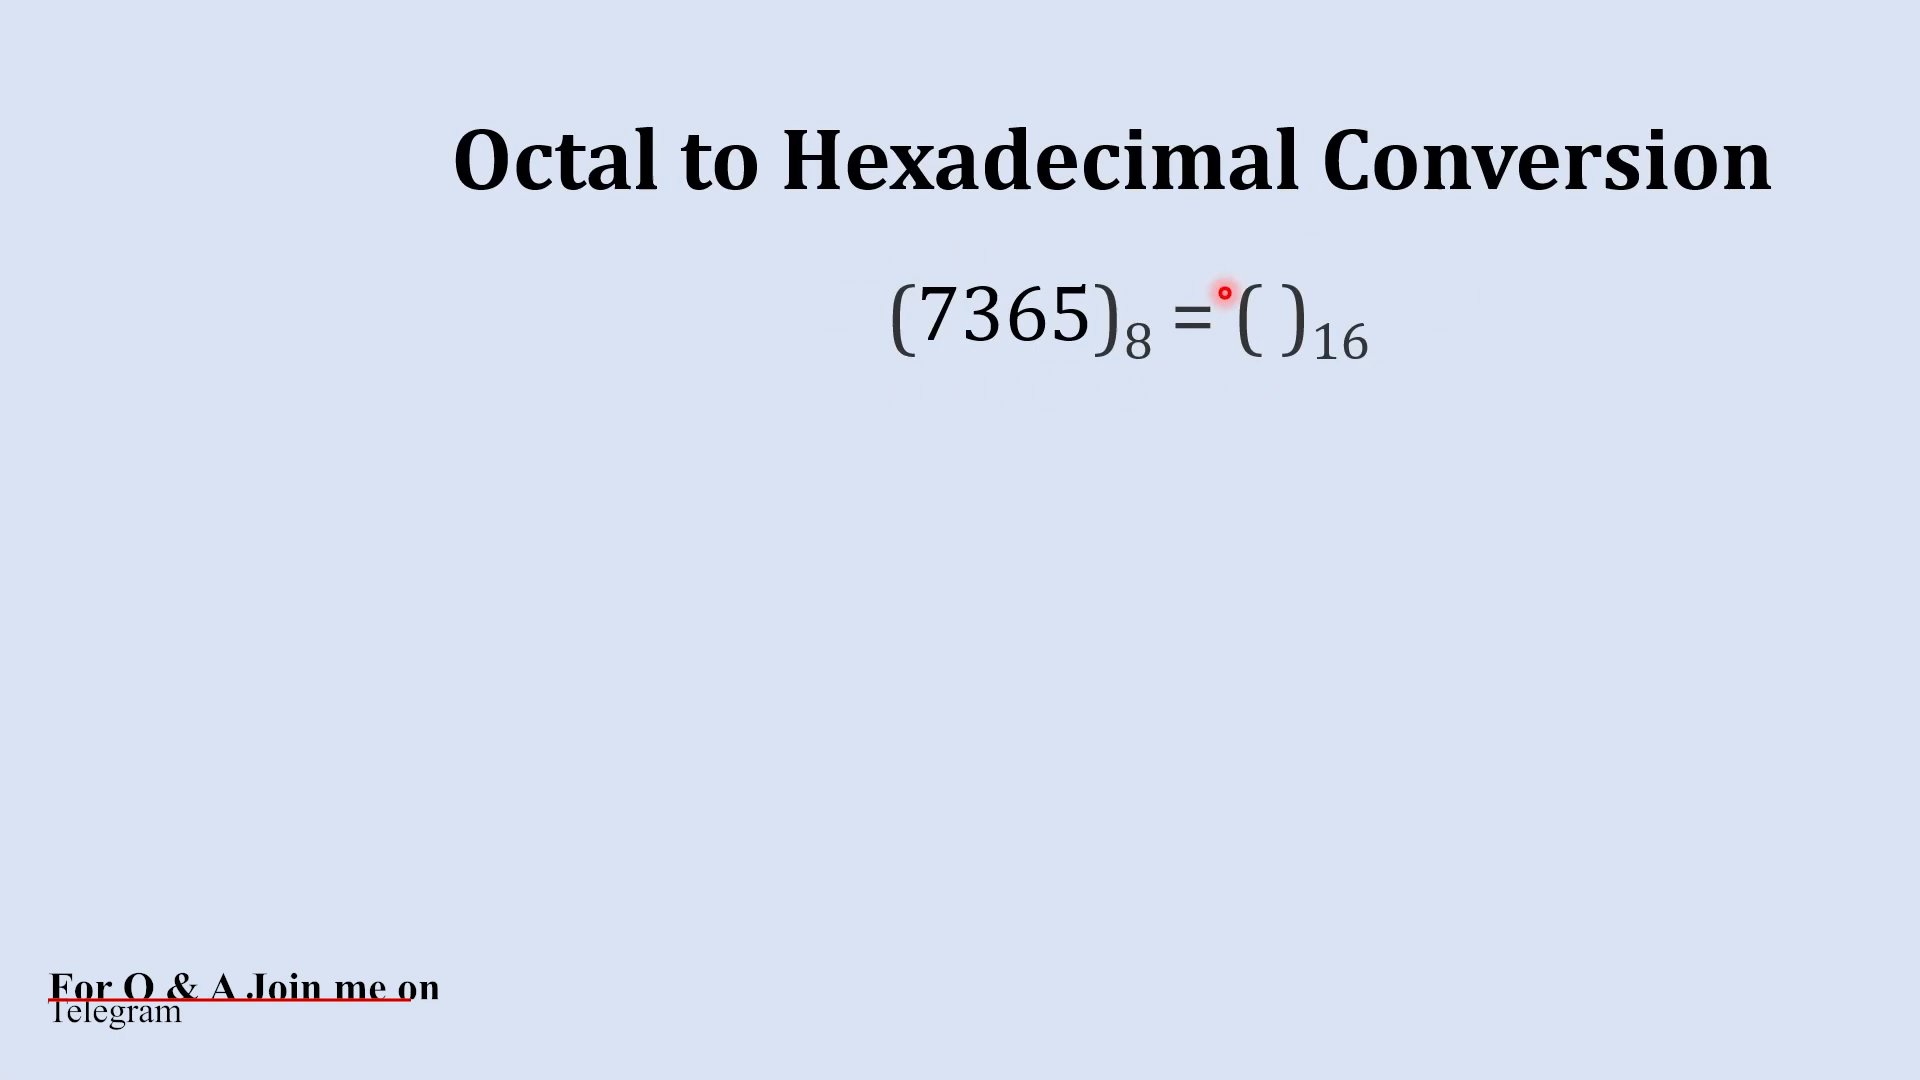 Octal to Hexadecimal Conversion
(7365)₈ = ( )₁₆
For Q & A Join me on
Telegram